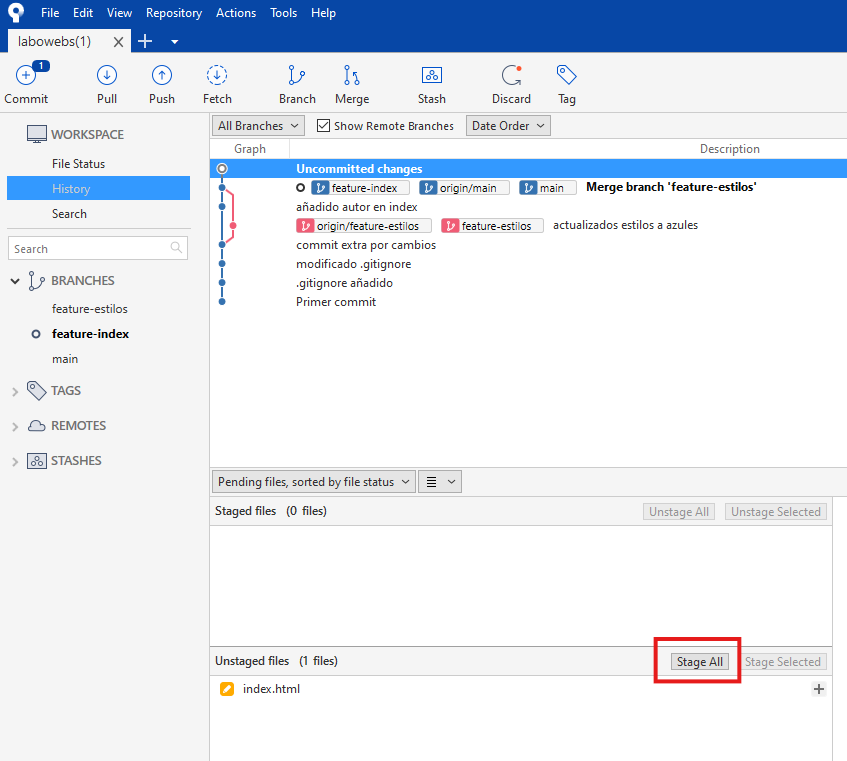 File Edit View Repository Actions Tools Help
labowebs(1)
1
Commit Pull Push Fetch Branch Merge Stash Discard Tag
WORKSPACE
File Status
History
Search
Search
BRANCHES
feature-estilos
feature-index
main
TAGS
REMOTES
STASHES
All Branches Show Remote Branches Date Order
Graph Description
Uncommitted changes
feature-index origin/main main Merge branch 'feature-estilos'
añadido autor en index
origin/feature-estilos feature-estilos actualizados estilos a azules
commit extra por cambios
modificado .gitignore
.gitignore añadido
Primer commit
Pending files, sorted by file status
Staged files (0 files) Unstage All Unstage Selected
Unstaged files (1 files) Stage All Stage Selected
index.html